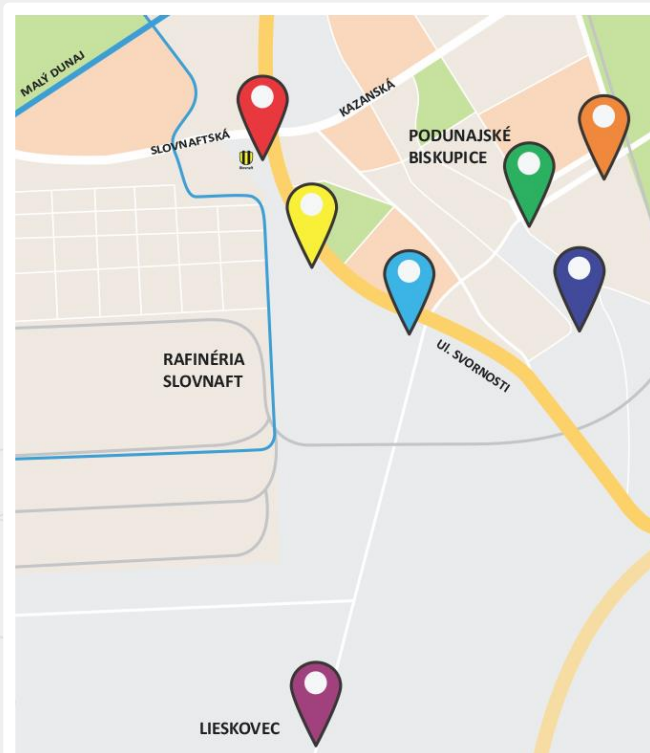 MALÝ DUNAJ
SLOVNAFTSKÁ
KAZANSKÁ
PODUNAJSKÉ
BISKUPICE
RAFINÉRIA
SLOVNAFT
Ul. SVORNOSTI
LIESKOVEC